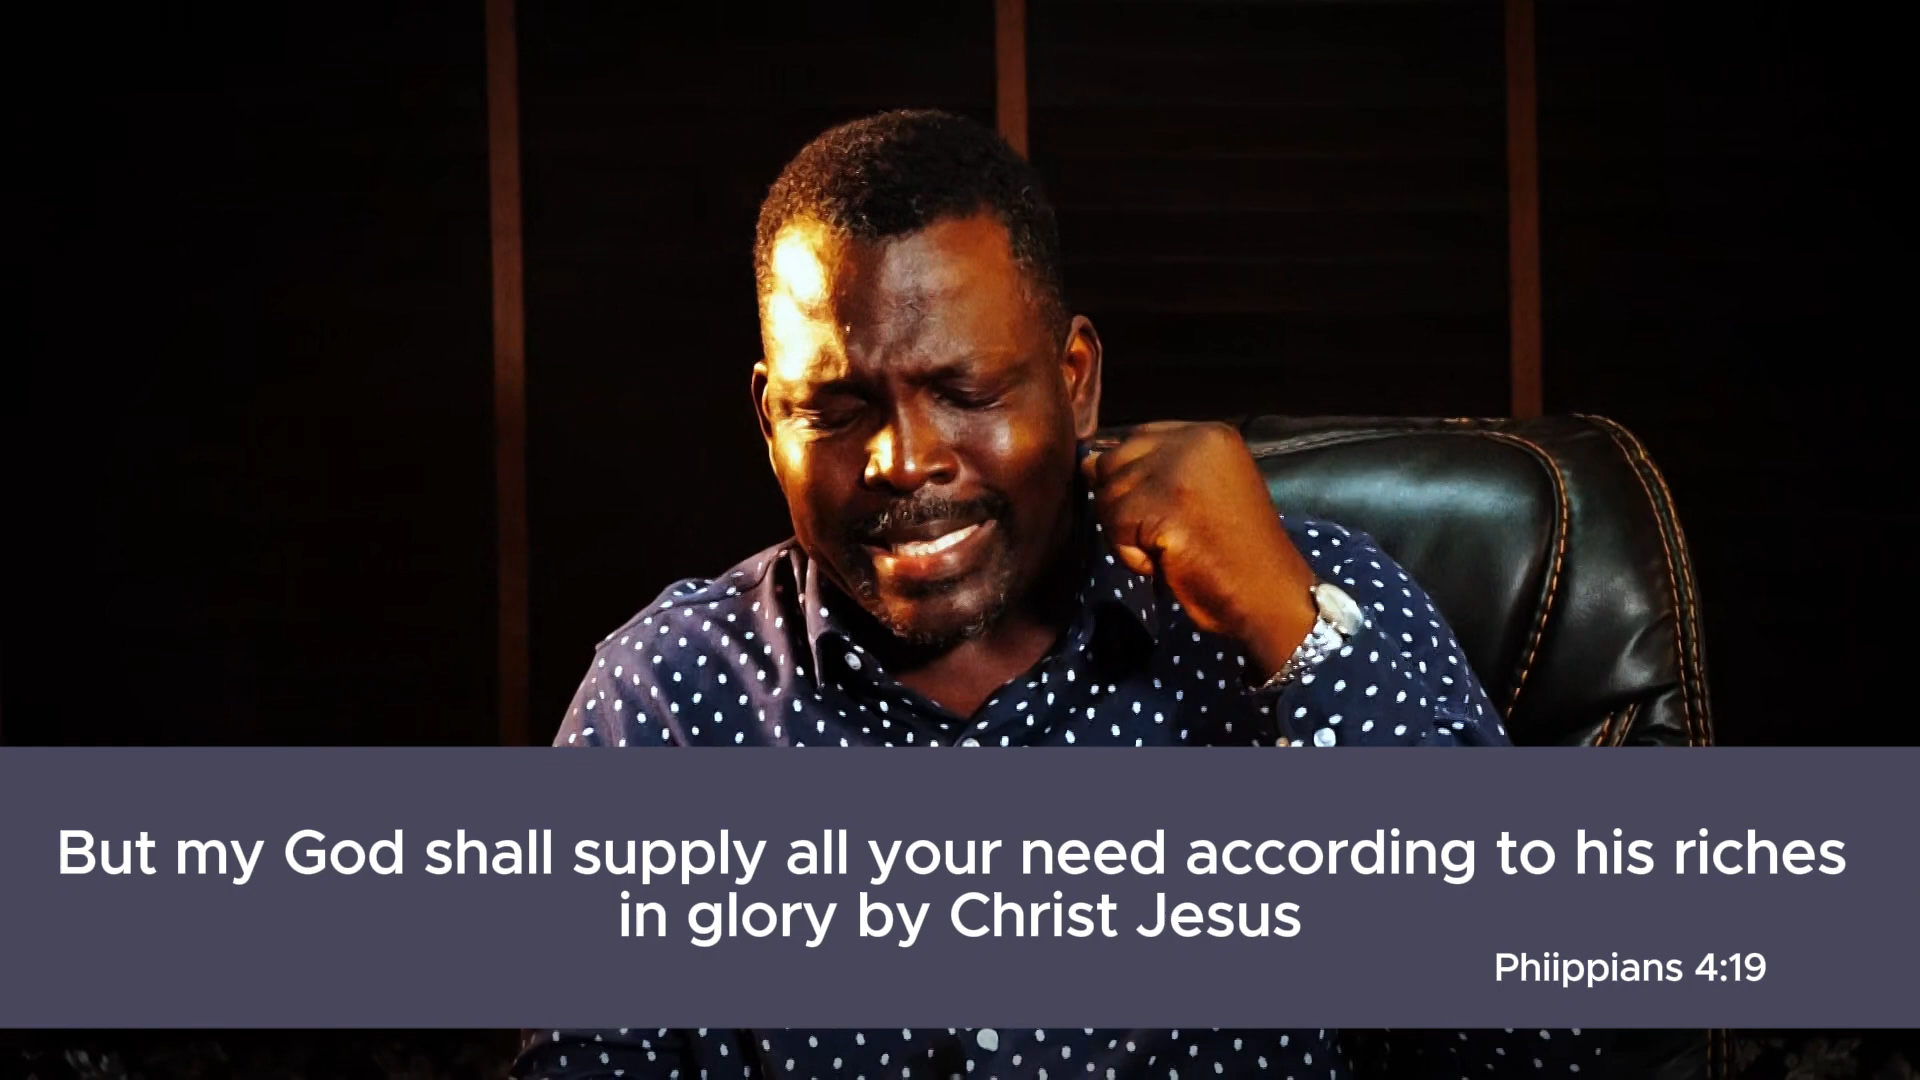 But my God shall supply all your need according to his riches
in glory by Christ Jesus
Phiippians 4:19